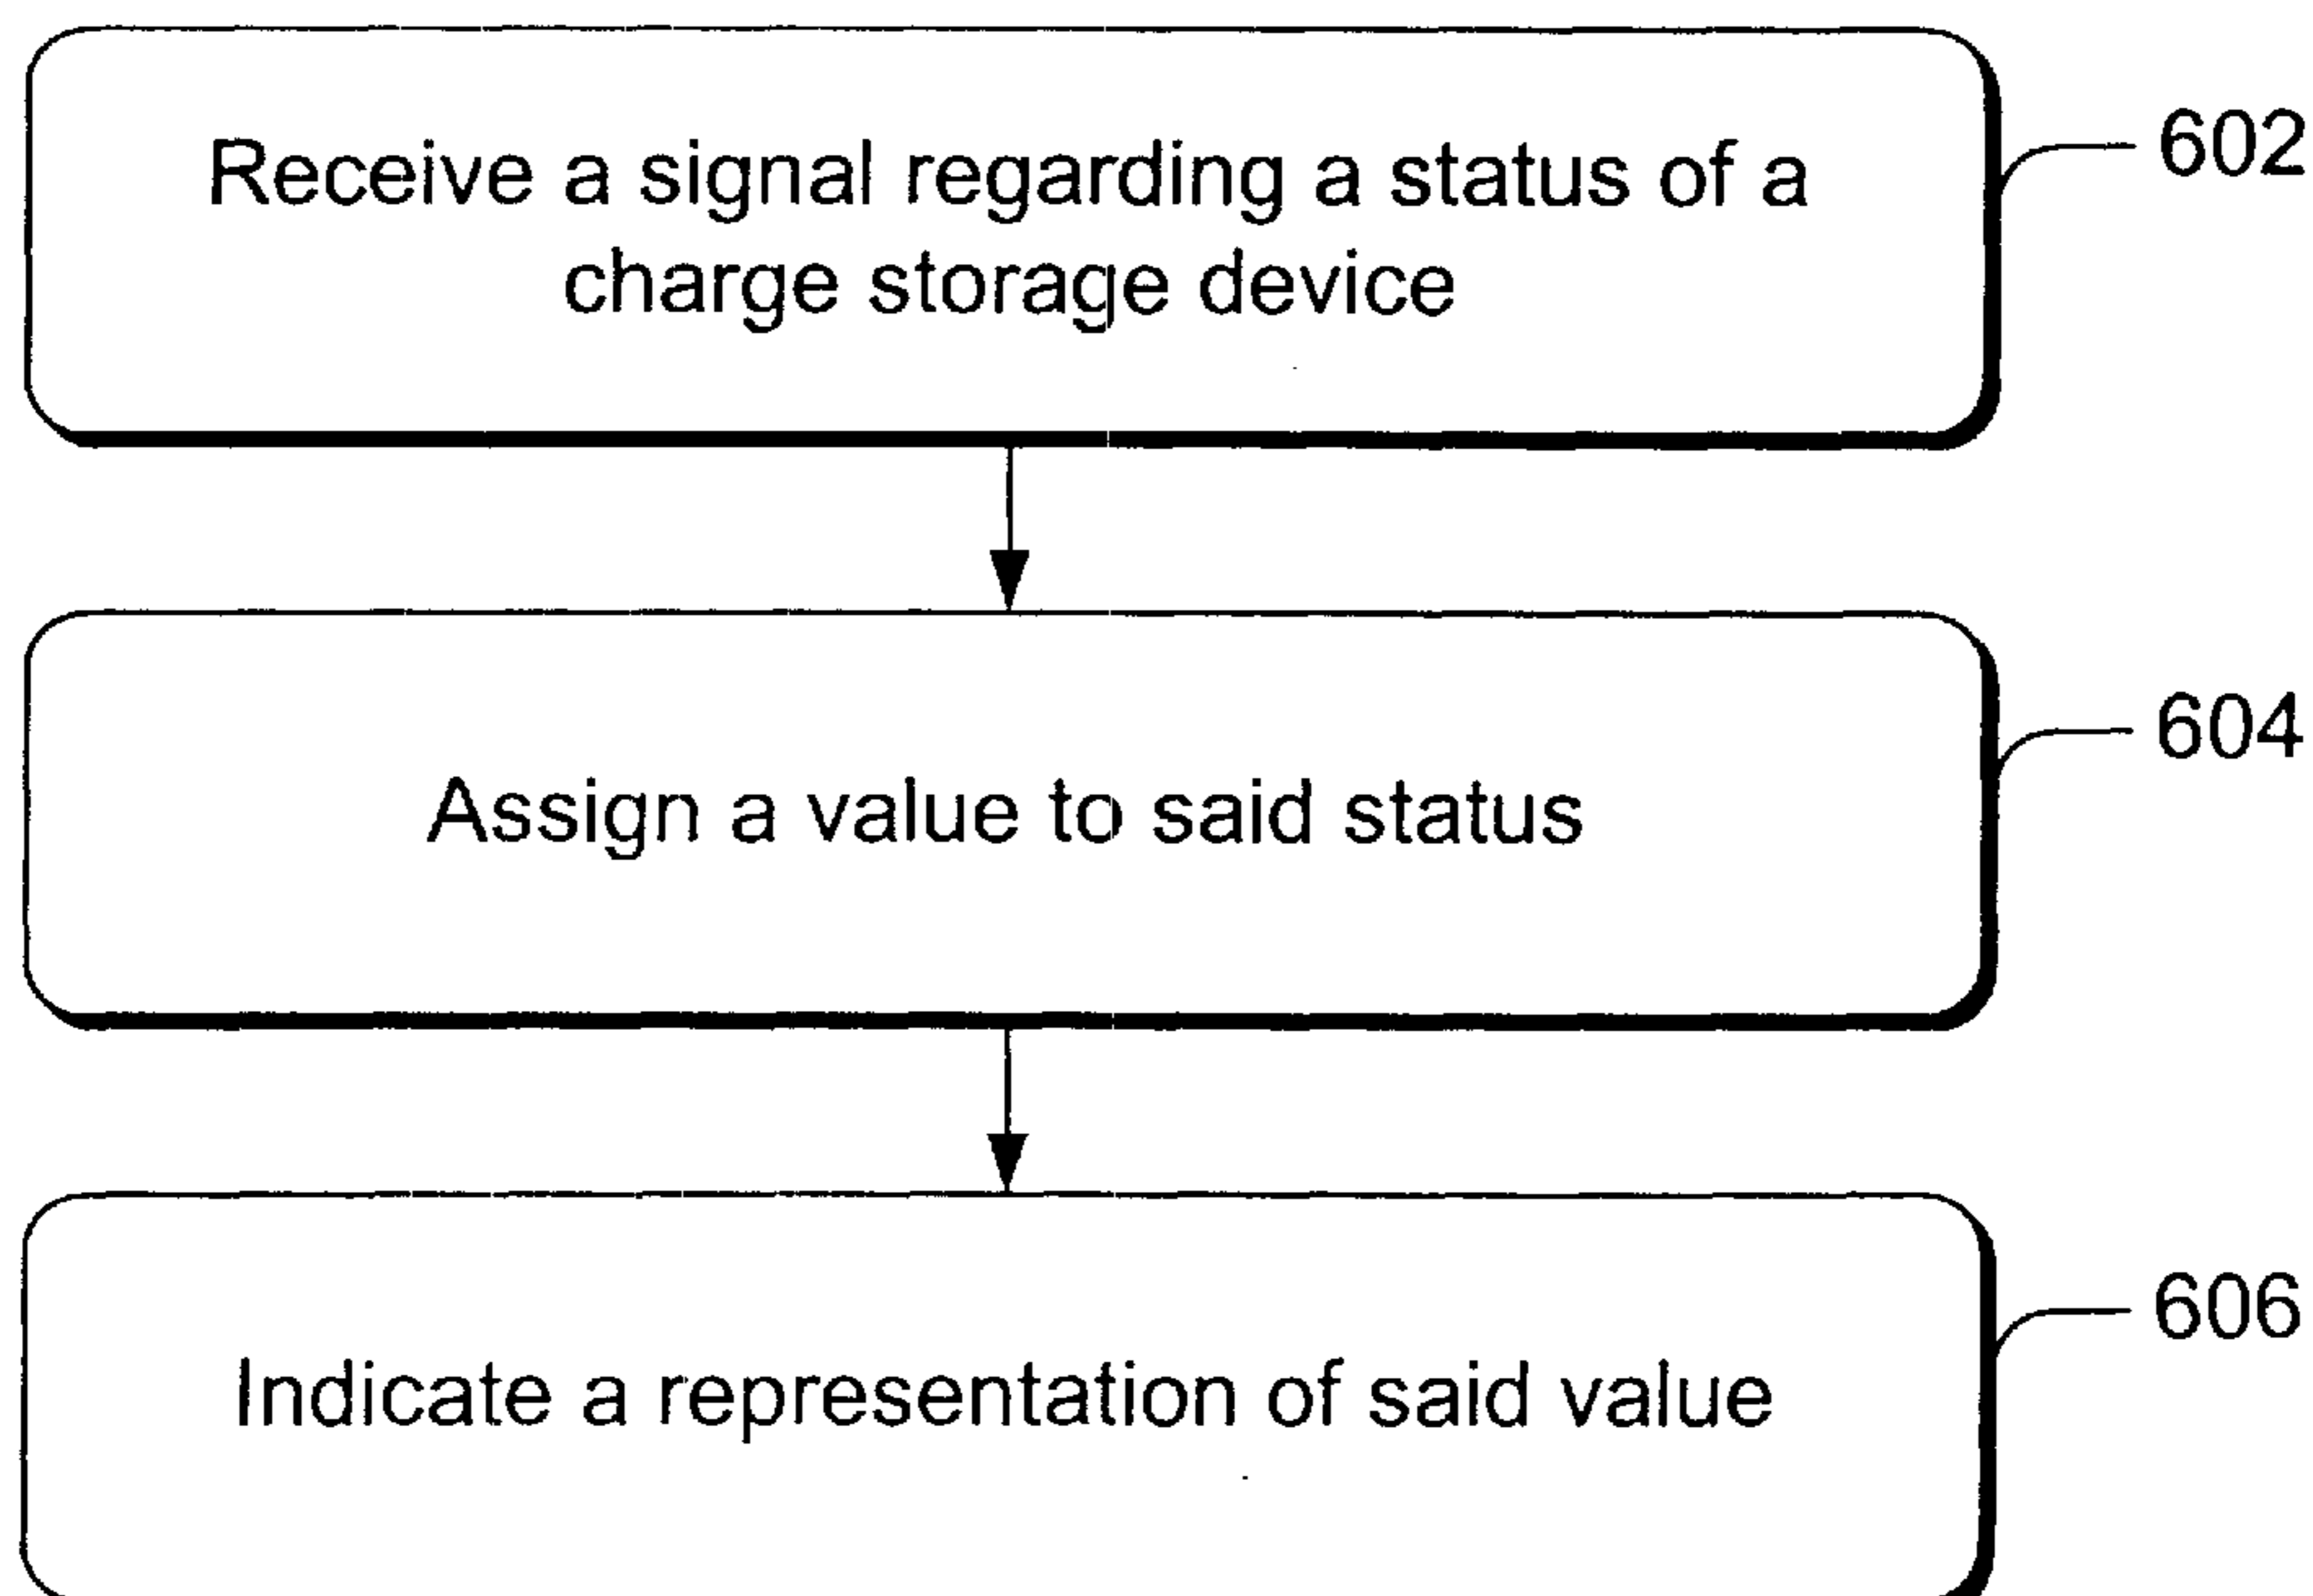 Receive a signal regarding a status of a
charge storage device
602
Assign a value to said status
604
Indicate a representation of said value
606